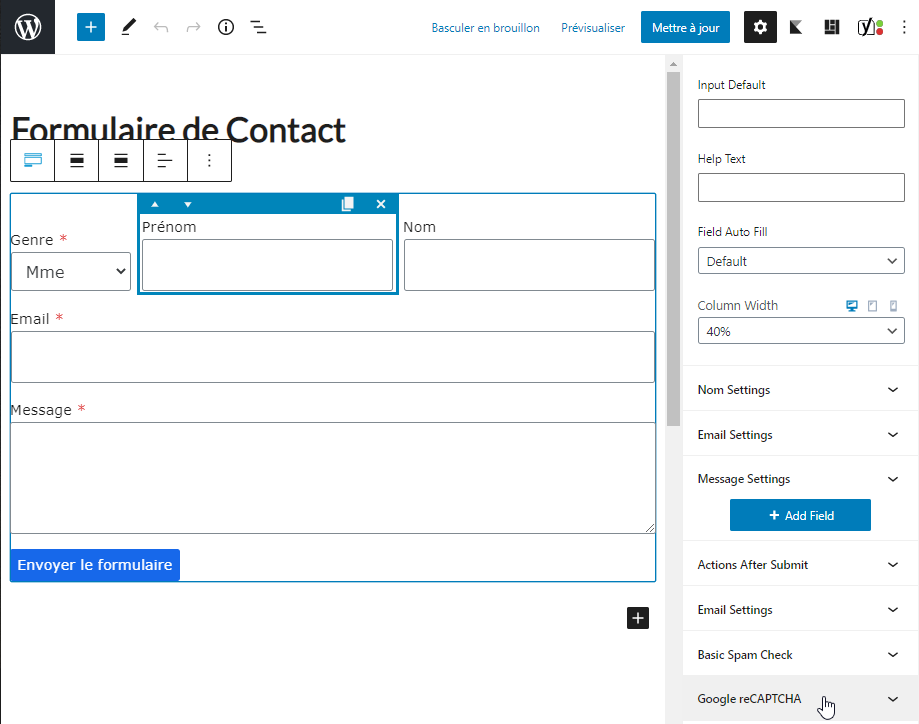 Basculer en brouillon Prévisualiser Mettre à jour
Formulaire de Contact
Genre *
Mme
Prénom
Nom
Email *
Message *
Envoyer le formulaire
Input Default
Help Text
Field Auto Fill
Default
Column Width
40%
Nom Settings
Email Settings
Message Settings
+ Add Field
Actions After Submit
Email Settings
Basic Spam Check
Google reCAPTCHA